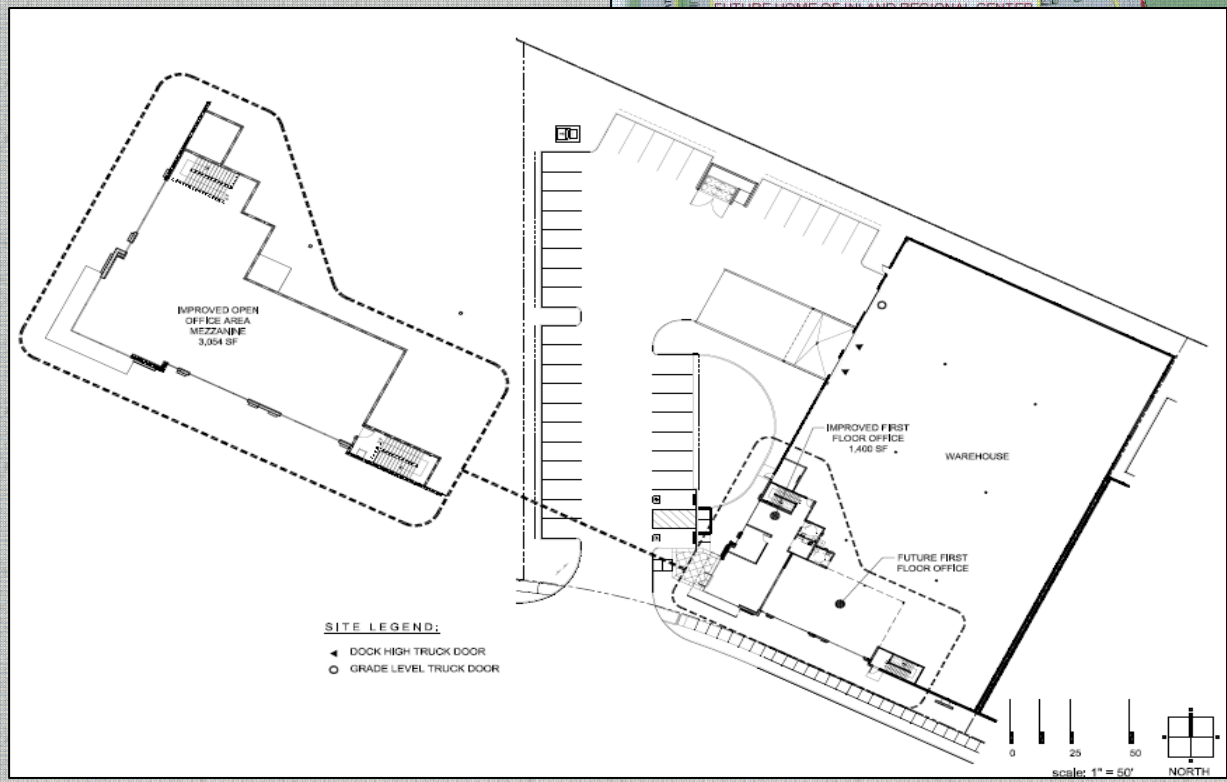 FUTURE HOME OF INLAND REGIONAL CENTER
IMPROVED OPEN
OFFICE AREA
MEZZANINE
3,054 SF
IMPROVED FIRST
FLOOR OFFICE
1,400 SF
WAREHOUSE
FUTURE FIRST
FLOOR OFFICE
SITE LEGEND:
DOCK HIGH TRUCK DOOR
GRADE LEVEL TRUCK DOOR
0 25 50
scale: 1" = 50'
NORTH